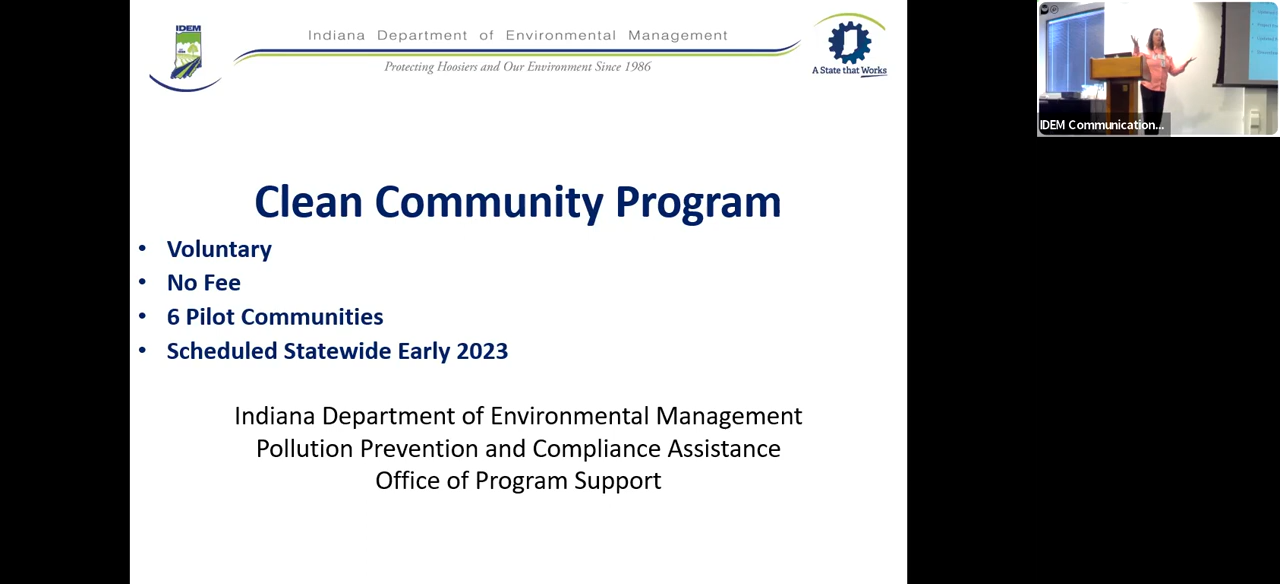 IDEM
Indiana Department of Environmental Management
Protecting Hoosiers and Our Environment Since 1986
A State that Works
Clean Community Program
• Voluntary
• No Fee
• 6 Pilot Communities
• Scheduled Statewide Early 2023
Indiana Department of Environmental Management
Pollution Prevention and Compliance Assistance
Office of Program Support
IDEM Communication...